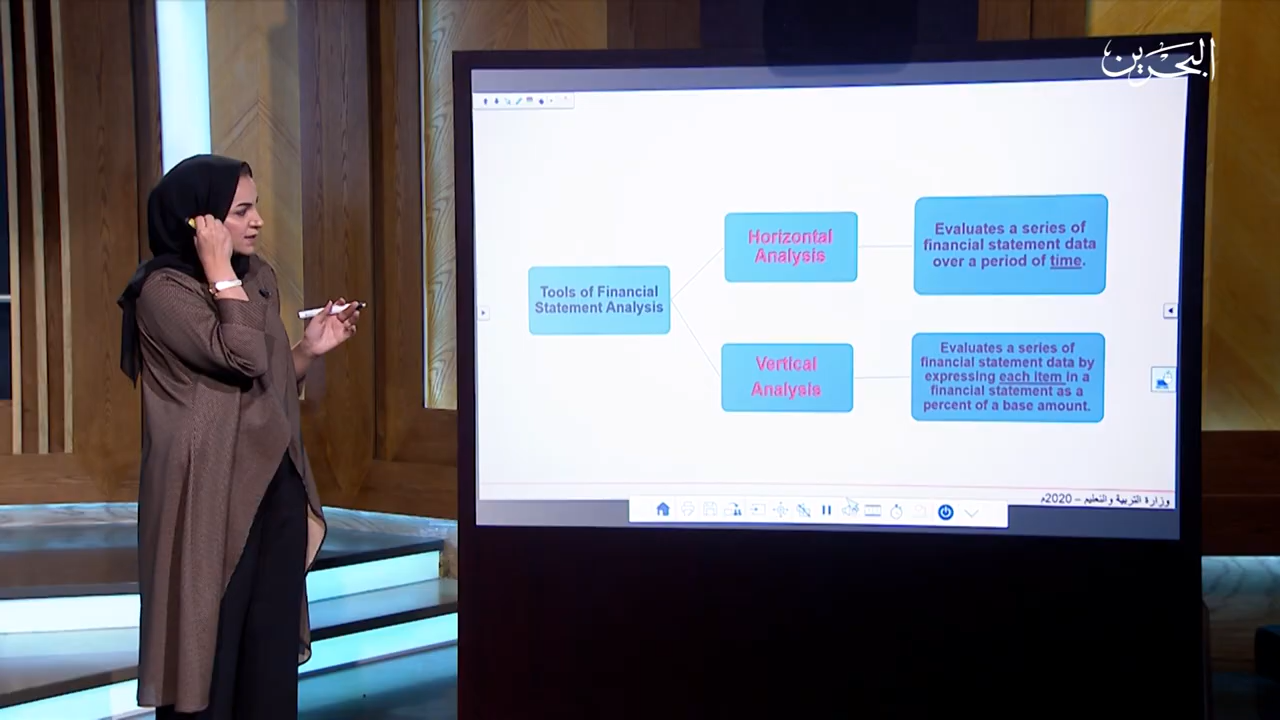 البحرين
Tools of Financial
Statement Analysis
Horizontal
Analysis
Evaluates a series of
financial statement data
over a period of time.
Vertical
Analysis
Evaluates a series of
financial statement data by
expressing each item in a
financial statement as a
percent of a base amount.
وزارة التربية والتعليم – 2020م